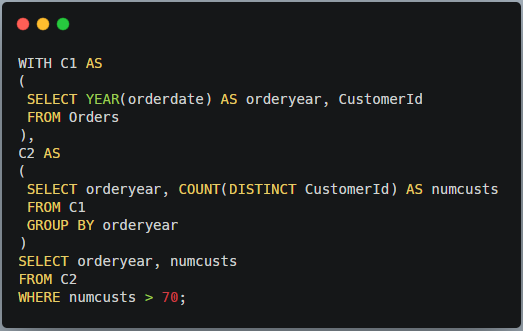 WITH C1 AS
(
 SELECT YEAR(orderdate) AS orderyear, CustomerId
 FROM Orders
),
C2 AS
(
 SELECT orderyear, COUNT(DISTINCT CustomerId) AS numcusts
 FROM C1
 GROUP BY orderyear
)
SELECT orderyear, numcusts
FROM C2
WHERE numcusts > 70;